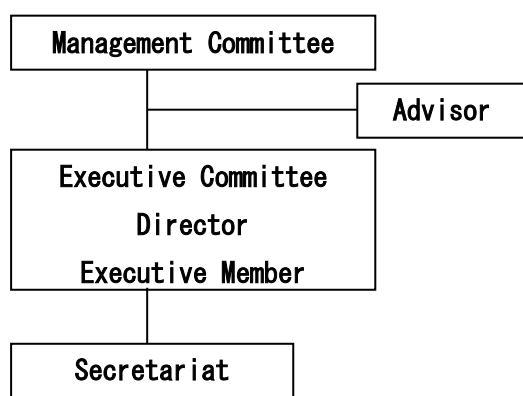 Management Committee
Advisor
Executive Committee
Director
Executive Member
Secretariat